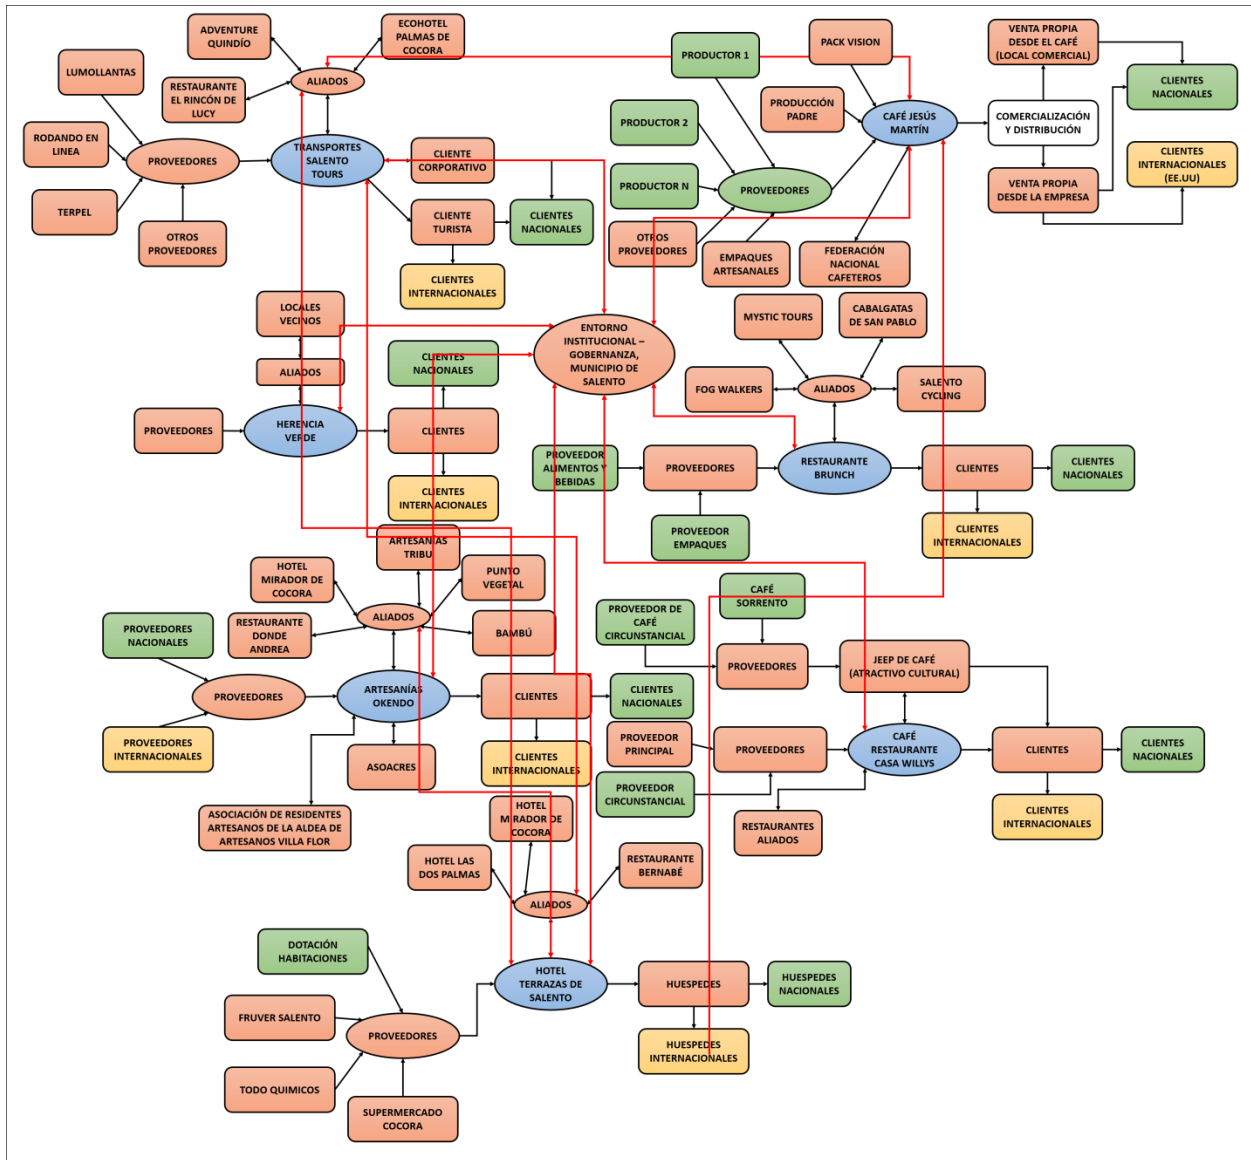 ADVENTURE
QUINDÍO
ECOHOTEL
PALMAS DE
COCORA
LUMOLLANTAS
ALIADOS
RESTAURANTE
EL RINCÓN DE
LUCY
RODANDO EN
LINEA
PROVEEDORES
TRANSPORTES
SALENTO
TOURS
CLIENTE
CORPORATIVO
TERPEL
OTROS
PROVEEDORES
CLIENTE
TURISTA
CLIENTES
NACIONALES
CLIENTES
INTERNACIONALES
PRODUCTOR 1
PACK VISION
VENTA PROPIA
DESDE EL CAFÉ
(LOCAL COMERCIAL)
CLIENTES
NACIONALES
PRODUCTOR 2
PRODUCCIÓN
PADRE
CAFÉ JESÚS
MARTÍN
COMERCIALIZACIÓN
Y DISTRIBUCIÓN
PRODUCTOR N
PROVEEDORES
VENTA PROPIA
DESDE LA EMPRESA
CLIENTES
INTERNACIONALES
(EE.UU)
OTROS
PROVEEDORES
EMPAQUES
ARTESANALES
FEDERACIÓN
NACIONAL
CAFETEROS
LOCALES
VECINOS
ALIADOS
PROVEEDORES
HERENCIA
VERDE
CLIENTES
NACIONALES
CLIENTES
CLIENTES
INTERNACIONALES
ENTORNO
INSTITUCIONAL –
GOBERNANZA,
MUNICIPIO DE
SALENTO
MYSTIC TOURS
CABALGATAS
DE SAN PABLO
FOG WALKERS
ALIADOS
SALENTO
CYCLING
PROVEEDOR
ALIMENTOS Y
BEBIDAS
PROVEEDORES
RESTAURANTE
BRUNCH
CLIENTES
CLIENTES
NACIONALES
PROVEEDOR
EMPAQUES
CLIENTES
INTERNACIONALES
ARTESANÍAS
TRIBU
HOTEL
MIRADOR DE
COCORA
PUNTO
VEGETAL
ALIADOS
PROVEEDORES
NACIONALES
RESTAURANTE
DONDE
ANDREA
BAMBÚ
PROVEEDORES
ARTESANÍAS
OKENDO
CLIENTES
CLIENTES
NACIONALES
PROVEEDORES
INTERNACIONALES
ASOACRES
CLIENTES
INTERNACIONALES
ASOCIACIÓN DE RESIDENTES
ARTESANOS DE LA ALDEA DE
ARTESANOS VILLA FLOR
PROVEEDOR DE
CAFÉ
CIRCUNSTANCIAL
CAFÉ
SORRENTO
PROVEEDORES
JEEP DE CAFÉ
(ATRACTIVO CULTURAL)
PROVEEDOR
PRINCIPAL
PROVEEDORES
CAFÉ
RESTAURANTE
CASA WILLYS
CLIENTES
CLIENTES
NACIONALES
PROVEEDOR
CIRCUNSTANCIAL
RESTAURANTES
ALIADOS
CLIENTES
INTERNACIONALES
HOTEL
MIRADOR DE
COCORA
HOTEL LAS
DOS PALMAS
RESTAURANTE
BERNABÉ
ALIADOS
DOTACIÓN
HABITACIONES
HOTEL
TERRAZAS DE
SALENTO
HUESPEDES
HUESPEDES
NACIONALES
FRUVER SALENTO
PROVEEDORES
HUESPEDES
INTERNACIONALES
TODO QUIMICOS
SUPERMERCADO
COCORA